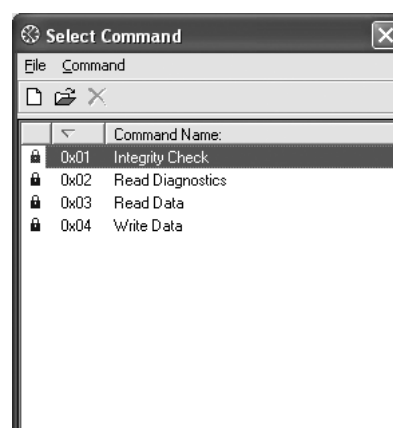 Select Command
File Command
Command Name:
0x01 Integrity Check
0x02 Read Diagnostics
0x03 Read Data
0x04 Write Data